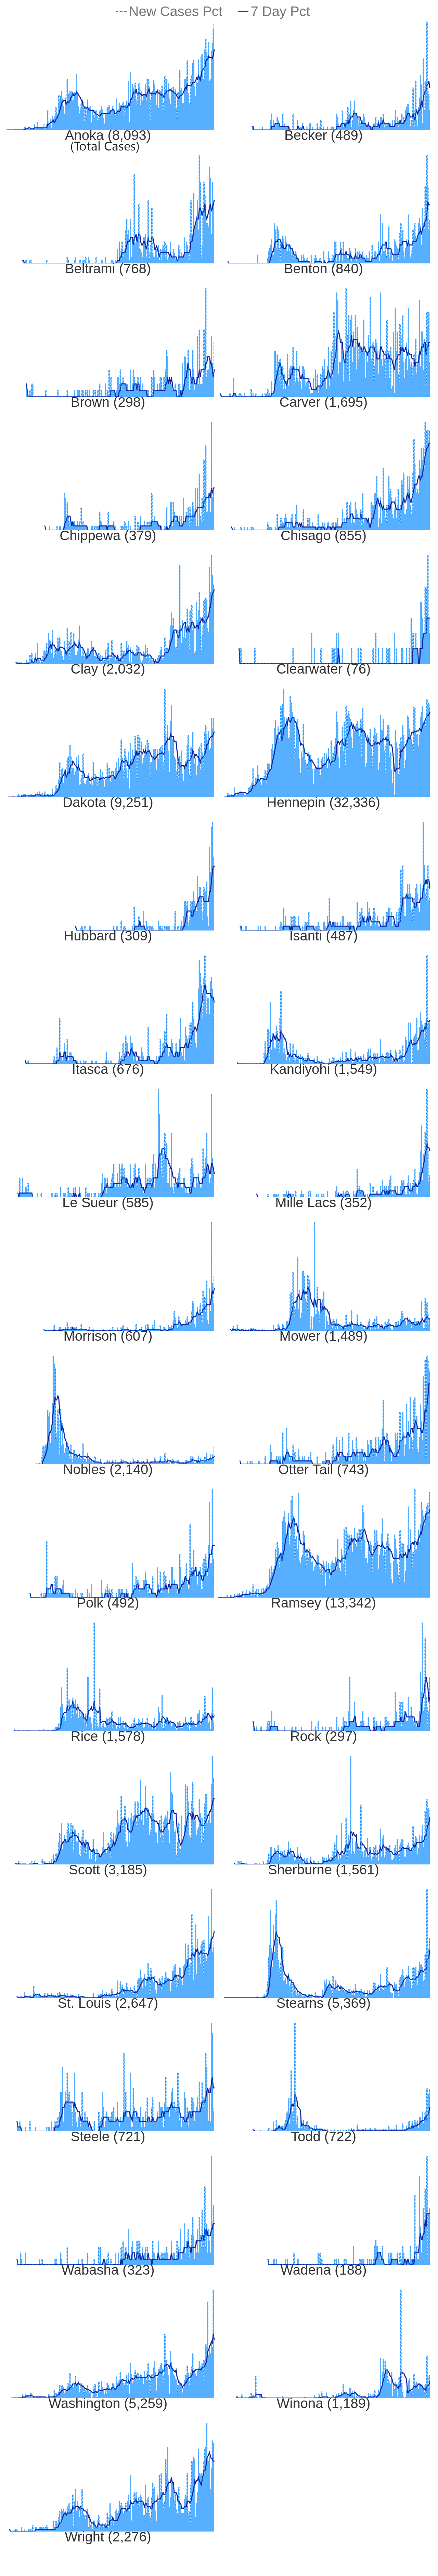 New Cases Pct 7 Day Pct
Anoka (8,093) Becker (489)
(Total Cases)
Beltrami (768) Benton (840)
Brown (298) Carver (1,695)
Chippewa (379) Chisago (855)
Clay (2,032) Clearwater (76)
Dakota (9,251) Hennepin (32,336)
Hubbard (309) Isanti (487)
Itasca (676) Kandiyohi (1,549)
Le Sueur (585) Mille Lacs (352)
Morrison (607) Mower (1,489)
Nobles (2,140) Otter Tail (743)
Polk (492) Ramsey (13,342)
Rice (1,578) Rock (297)
Scott (3,185) Sherburne (1,561)
St. Louis (2,647) Stearns (5,369)
Steele (721) Todd (722)
Wabasha (323) Wadena (188)
Washington (5,259) Winona (1,189)
Wright (2,276)